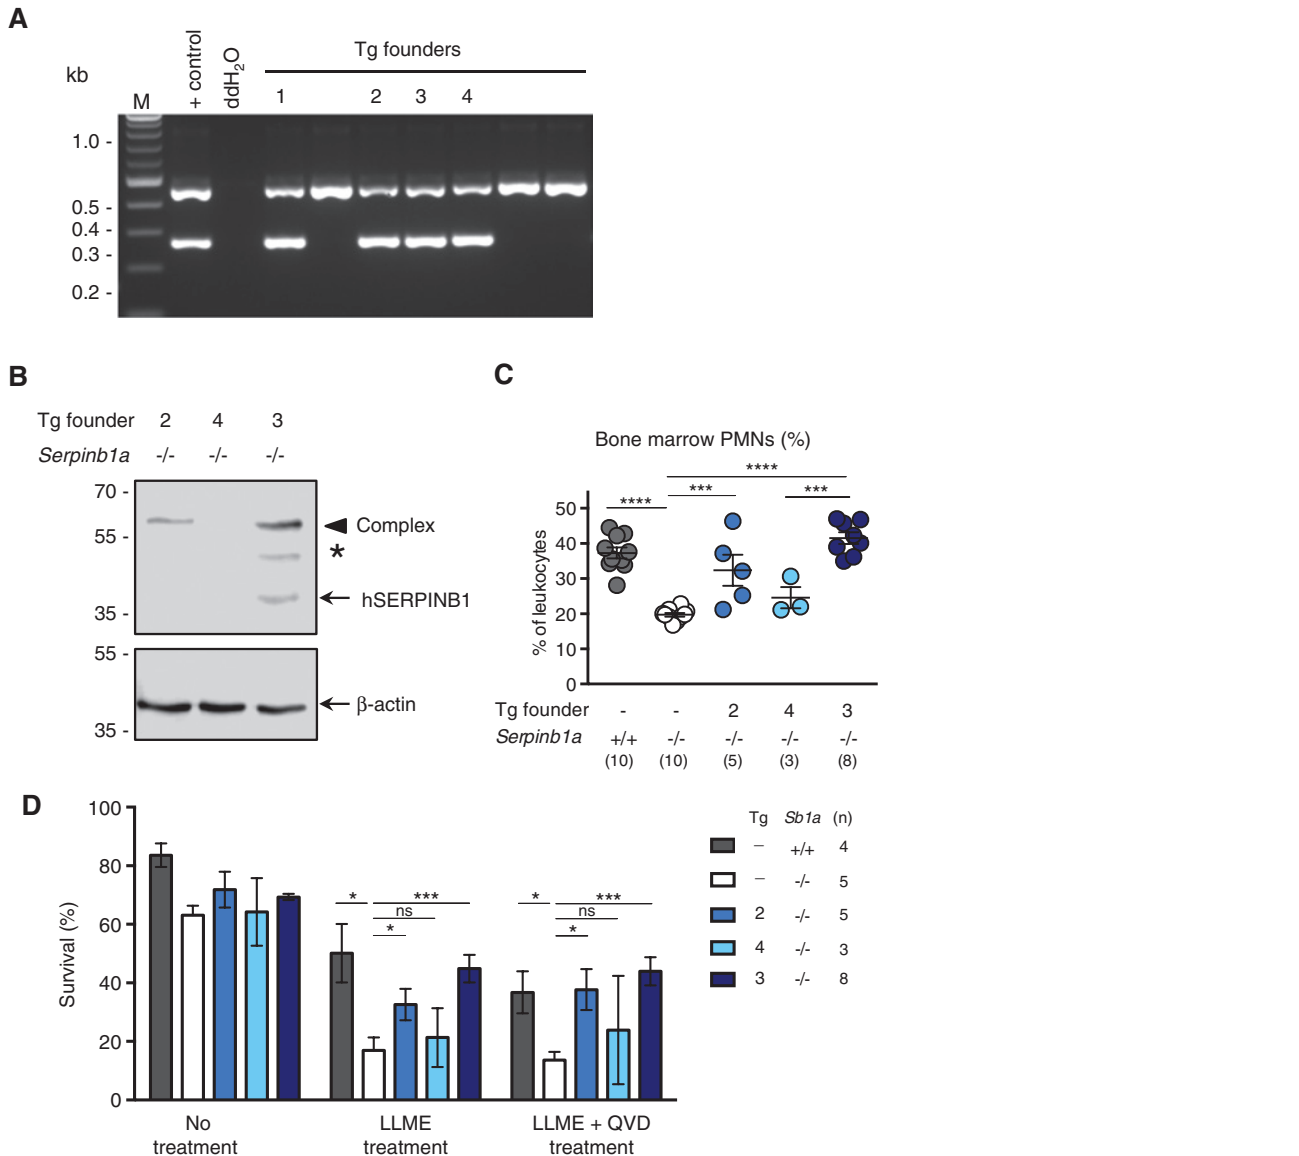 A
kb
M
+ control
ddH2O
Tg founders
1 2 3 4
1.0 -
0.5 -
0.4 -
0.3 -
0.2 -
B
Tg founder 2 4 3
Serpinb1a -/- -/- -/-
70 -
55 -
35 -
Complex
*
hSERPINB1
55 -
35 -
β-actin
C
Bone marrow PMNs (%)
****
**** *** ***
% of leukocytes
50
40
30
20
10
0
Tg founder - - 2 4 3
Serpinb1a +/+ -/- -/- -/- -/-
(10) (10) (5) (3) (8)
D
Survival (%)
100
80
60
40
20
0
* ***
ns
*
* ***
ns
*
No treatment
LLME treatment
LLME + QVD treatment
Tg Sb1a (n)
– +/+ 4
– -/- 5
2 -/- 5
4 -/- 3
3 -/- 8